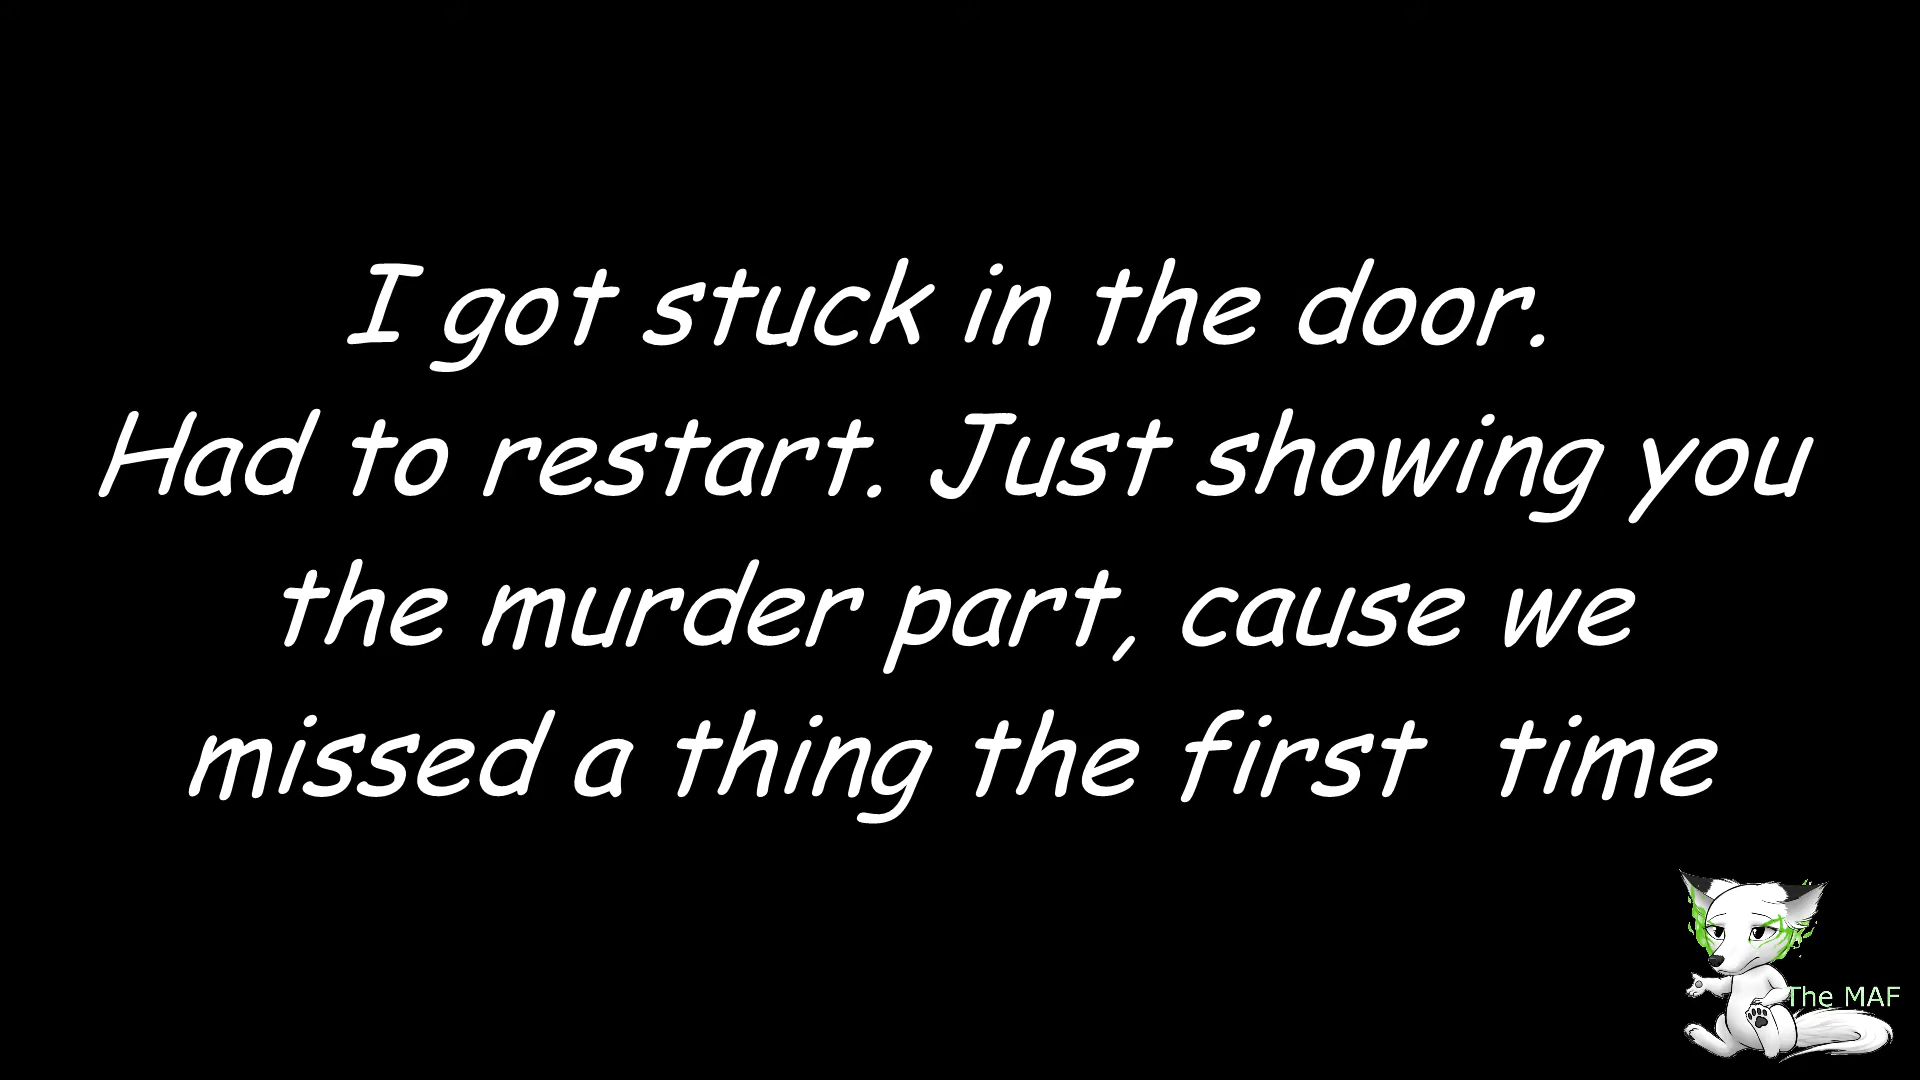 I got stuck in the door.
Had to restart. Just showing you
the murder part, cause we
missed a thing the first  time
The MAF